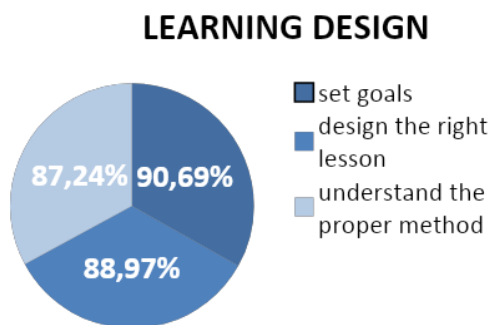 LEARNING DESIGN
set goals
design the right
lesson
understand the
proper method
87,24%
90,69%
88,97%